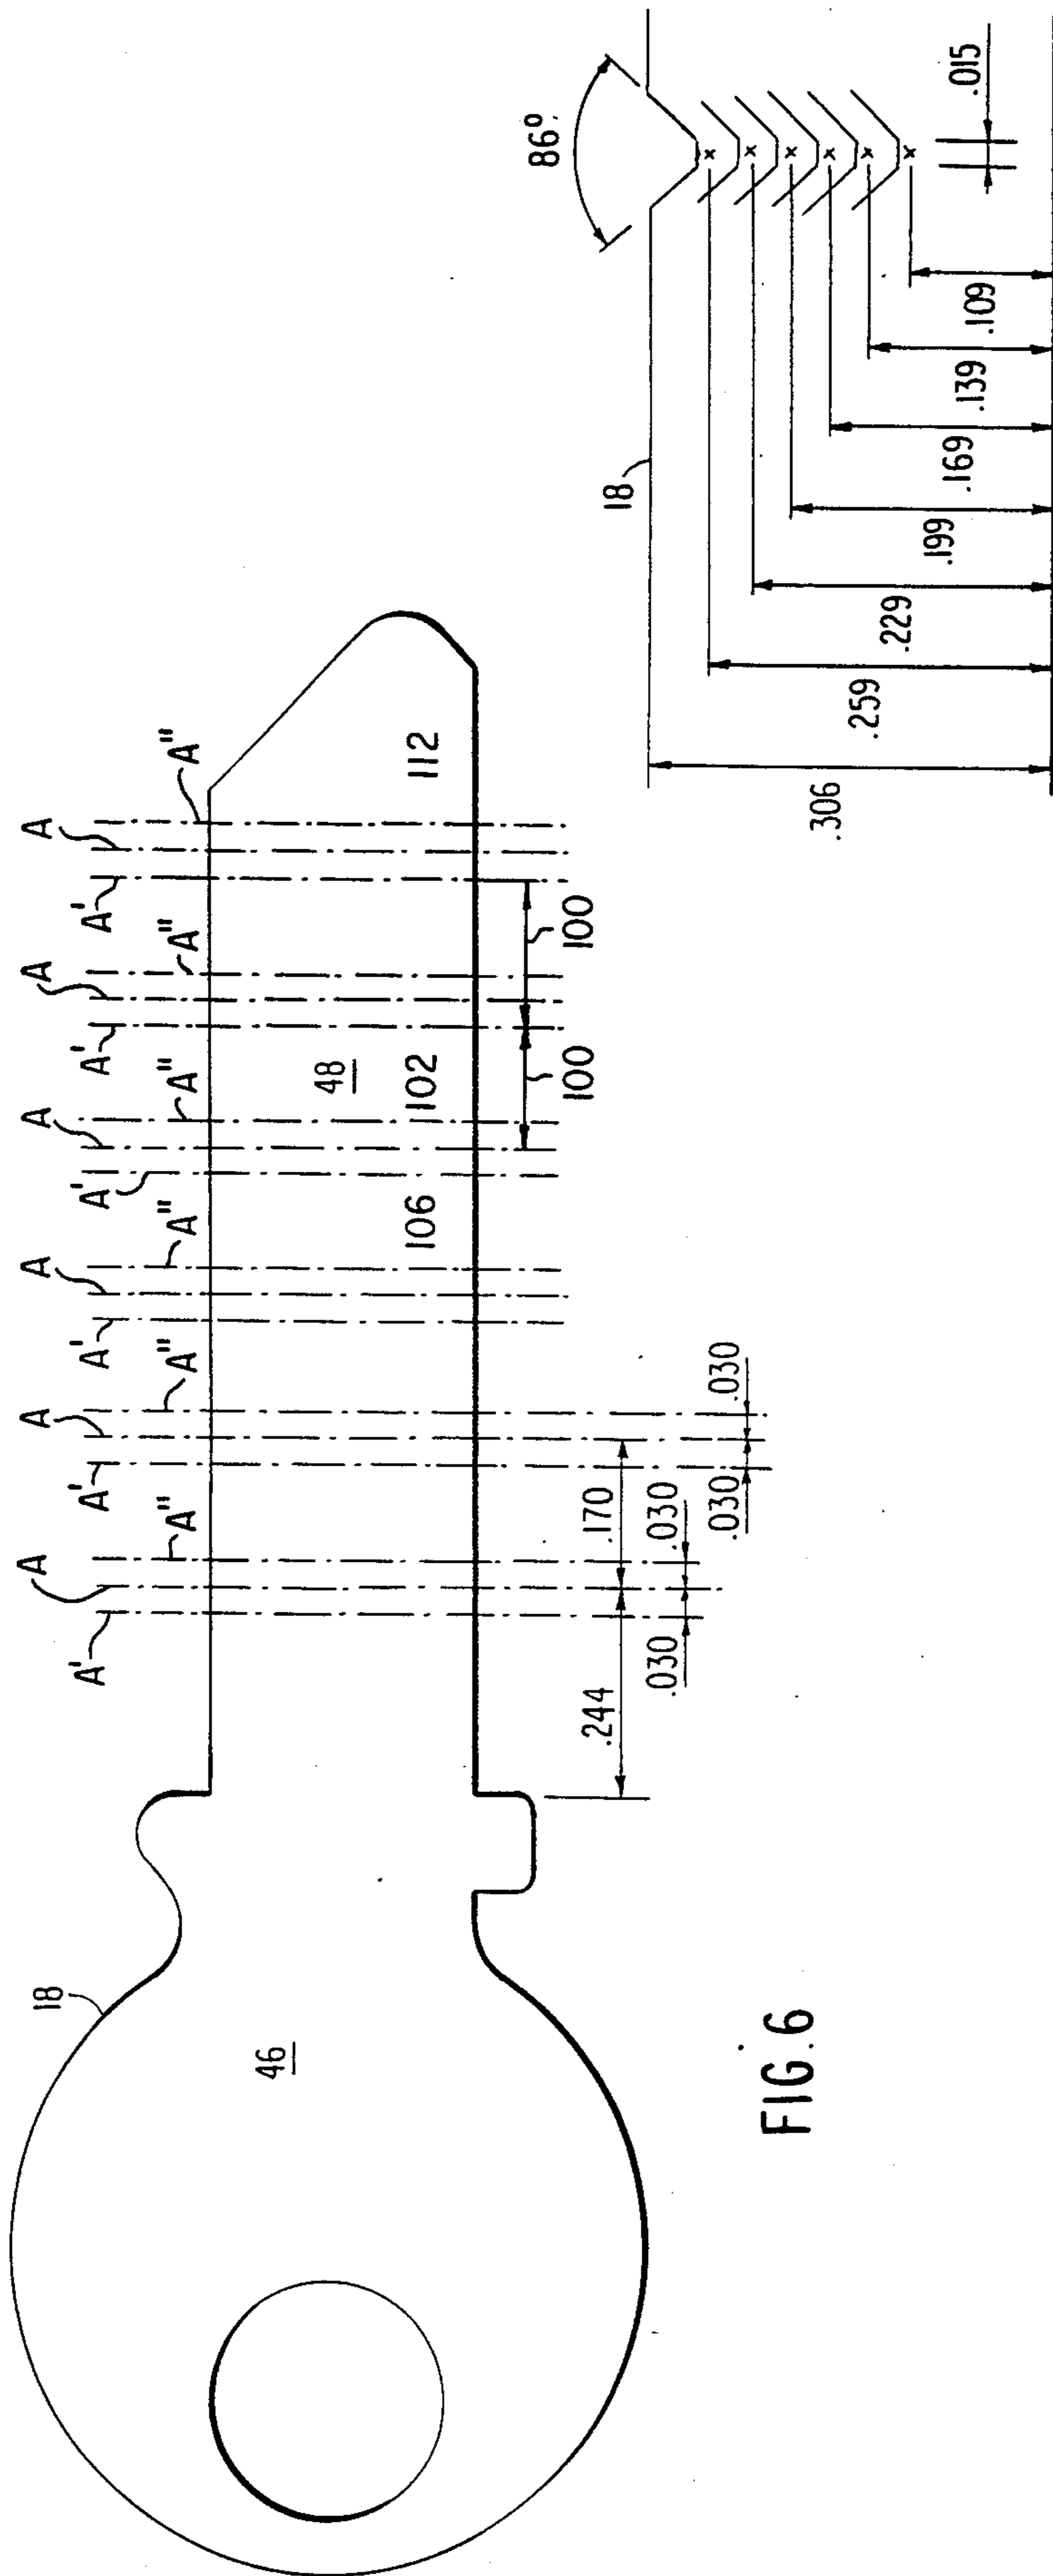 18
46
A' A A"
A' A A"
A' A A"
A' A A"
A' A A"
A' A A"
48
106
102
112
100
100
.244
.170
.030
.030
.030
.030
FIG.6
86°
18
.015
.306
.259
.229
.199
.169
.139
.109
x
x
x
x
x
x